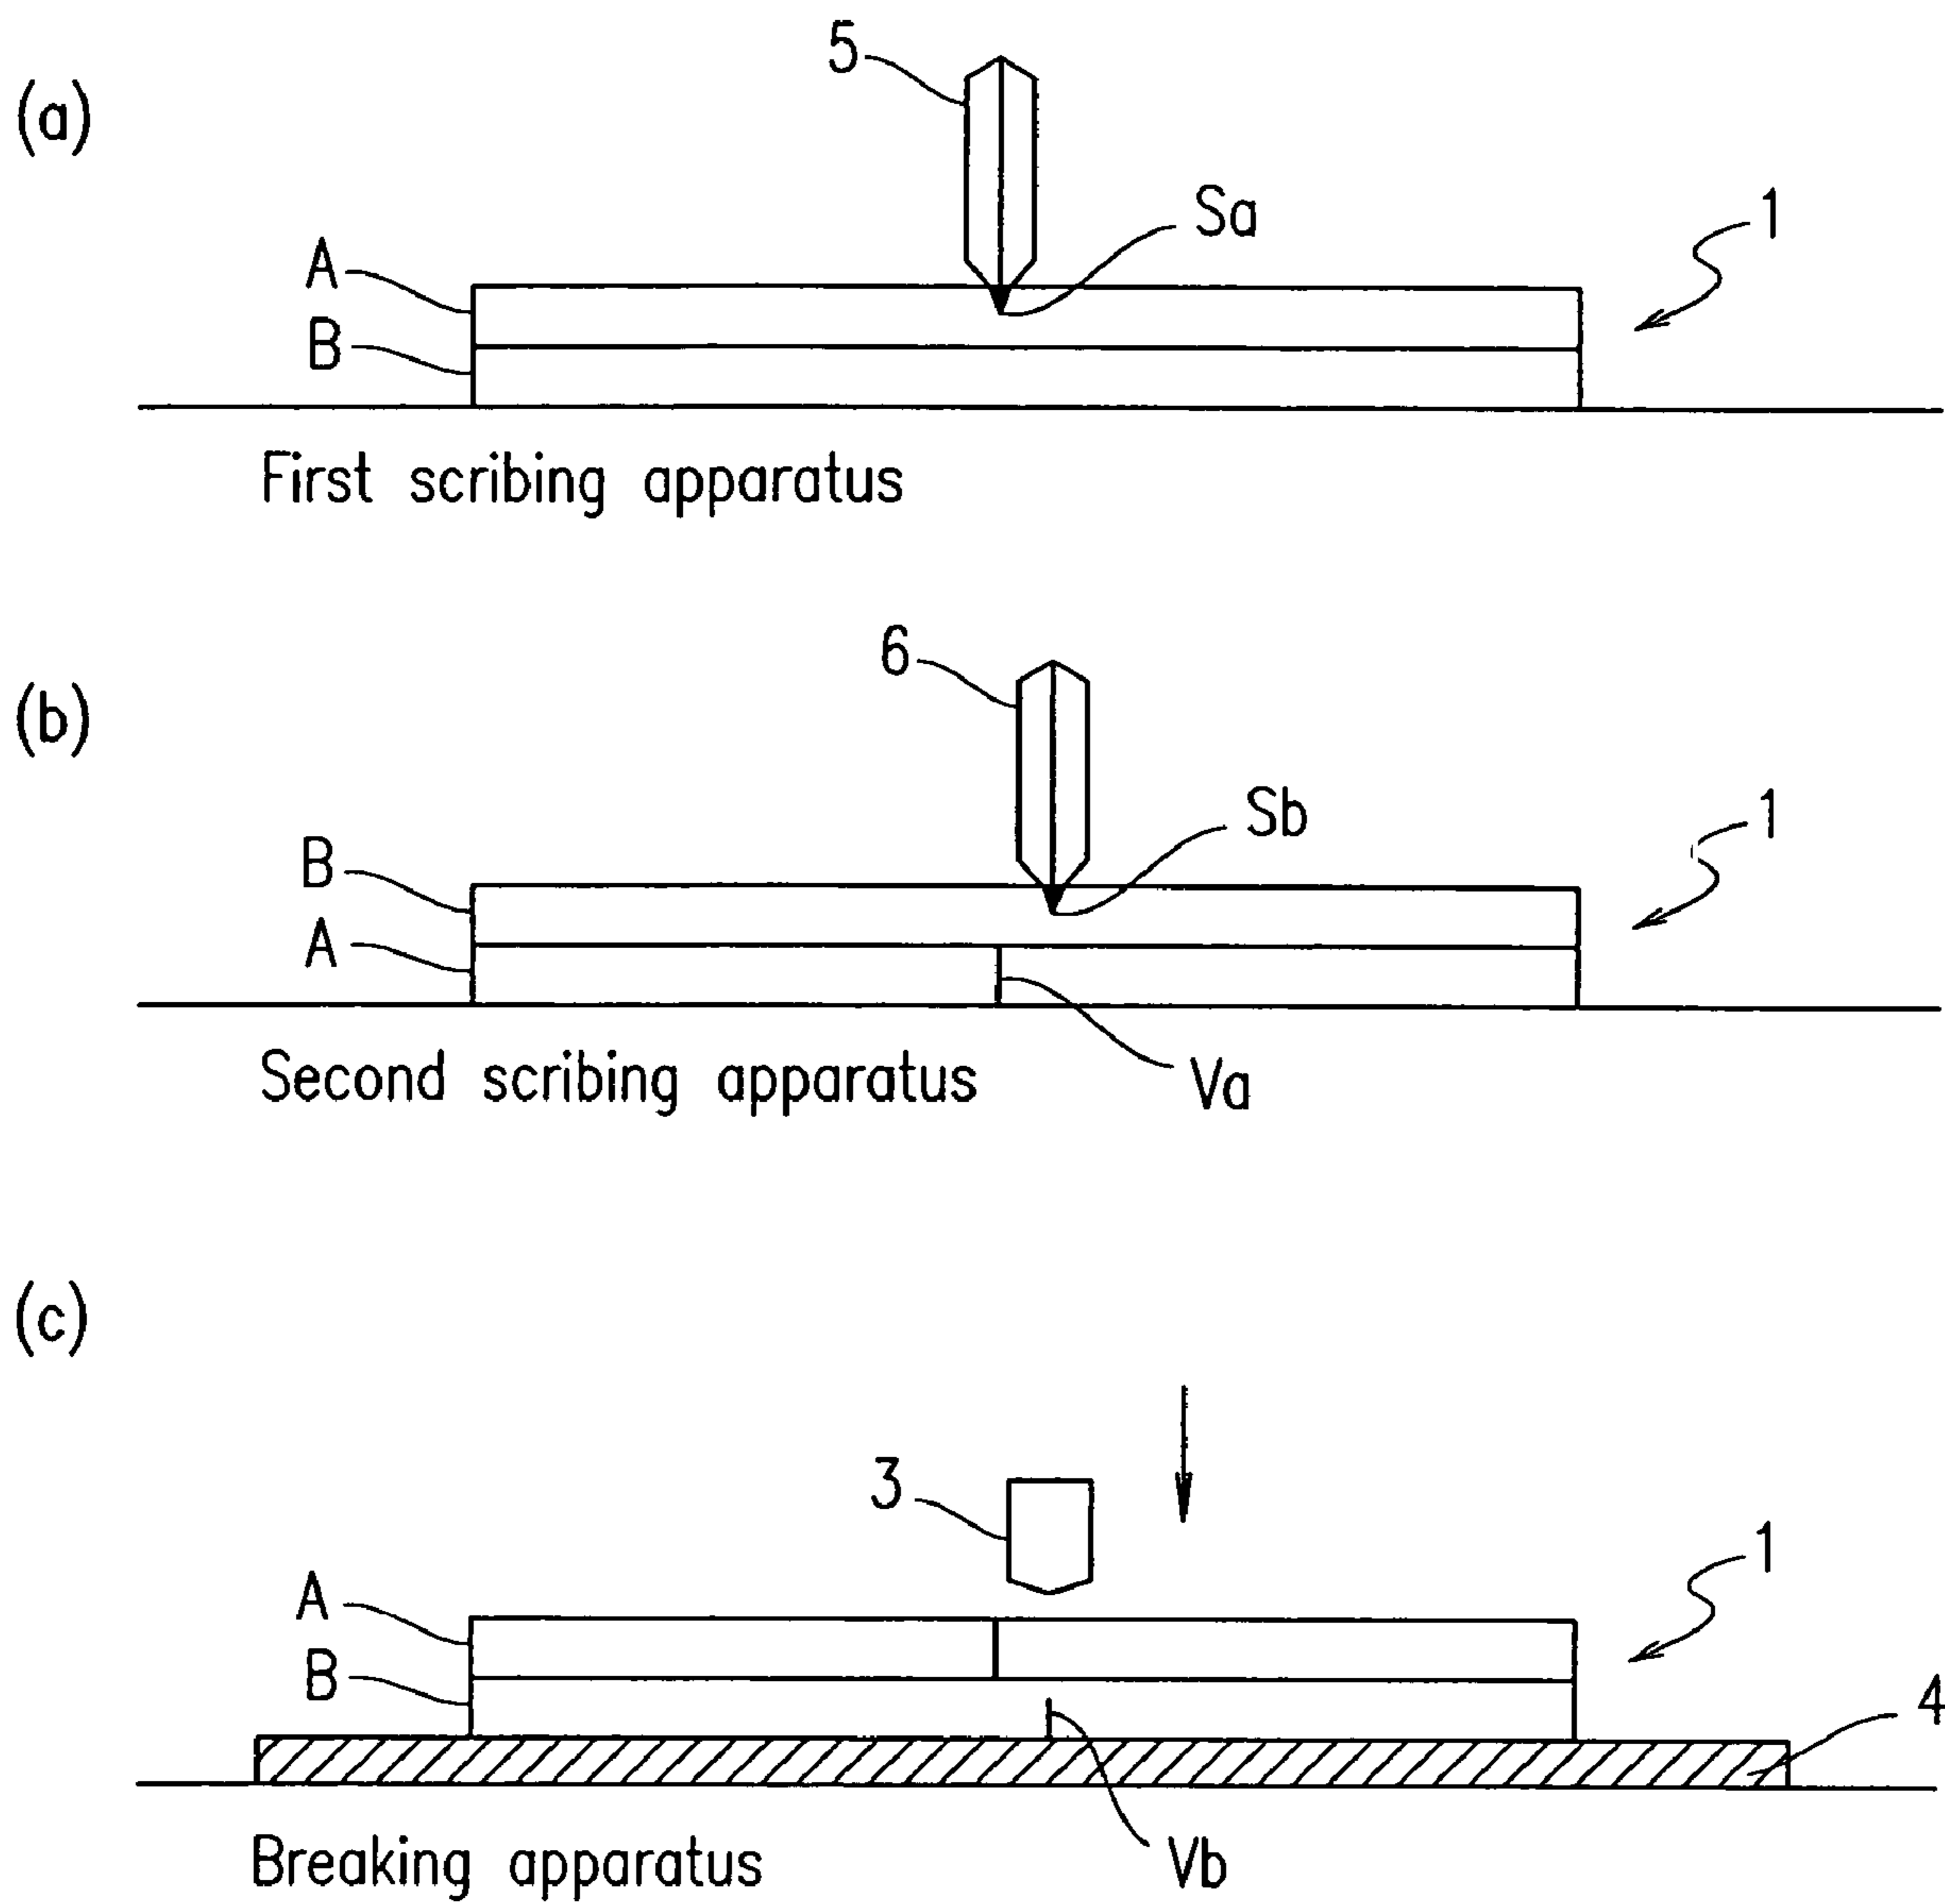 (a)
5
Sa
1
A
B
First scribing apparatus
(b)
6
Sb
1
B
A
Va
Second scribing apparatus
(c)
3
1
A
B
4
Vb
Breaking apparatus